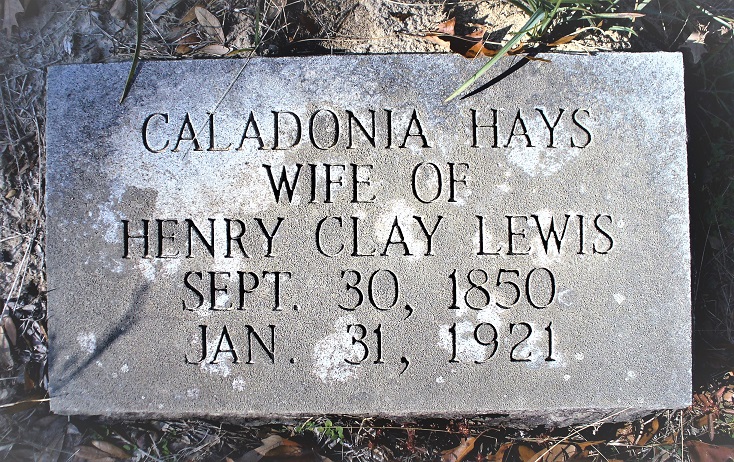 CALADONIA HAYS
WIFE OF
HENRY CLAY LEWIS
SEPT. 30, 1850
JAN. 31, 1921